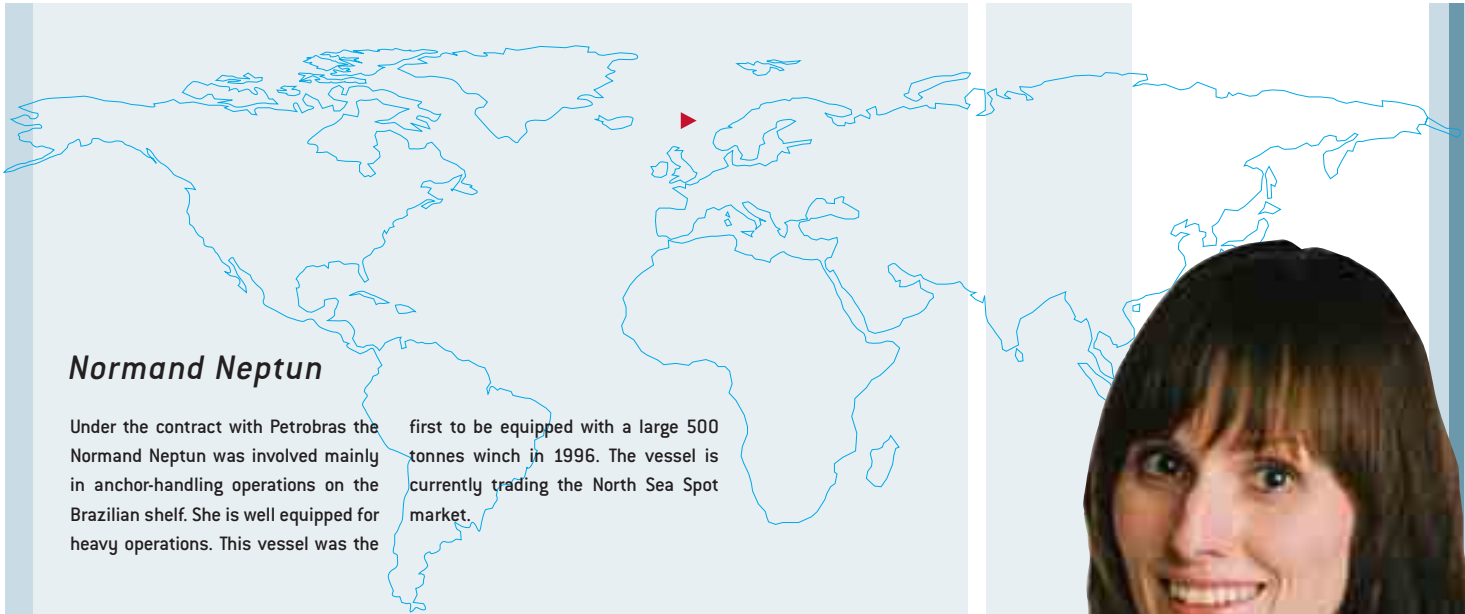 Normand Neptun
Under the contract with Petrobras the
Normand Neptun was involved mainly
in anchor-handling operations on the
Brazilian shelf. She is well equipped for
heavy operations. This vessel was the
first to be equipped with a large 500
tonnes winch in 1996. The vessel is
currently trading the North Sea Spot
market.